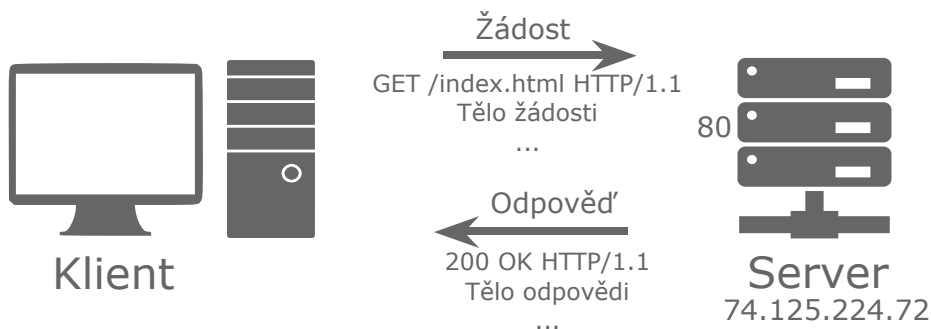 Žádost
GET /index.html HTTP/1.1
Tělo žádosti
...
80
Odpověď
200 OK HTTP/1.1
Tělo odpovědi
...
Klient
Server
74.125.224.72